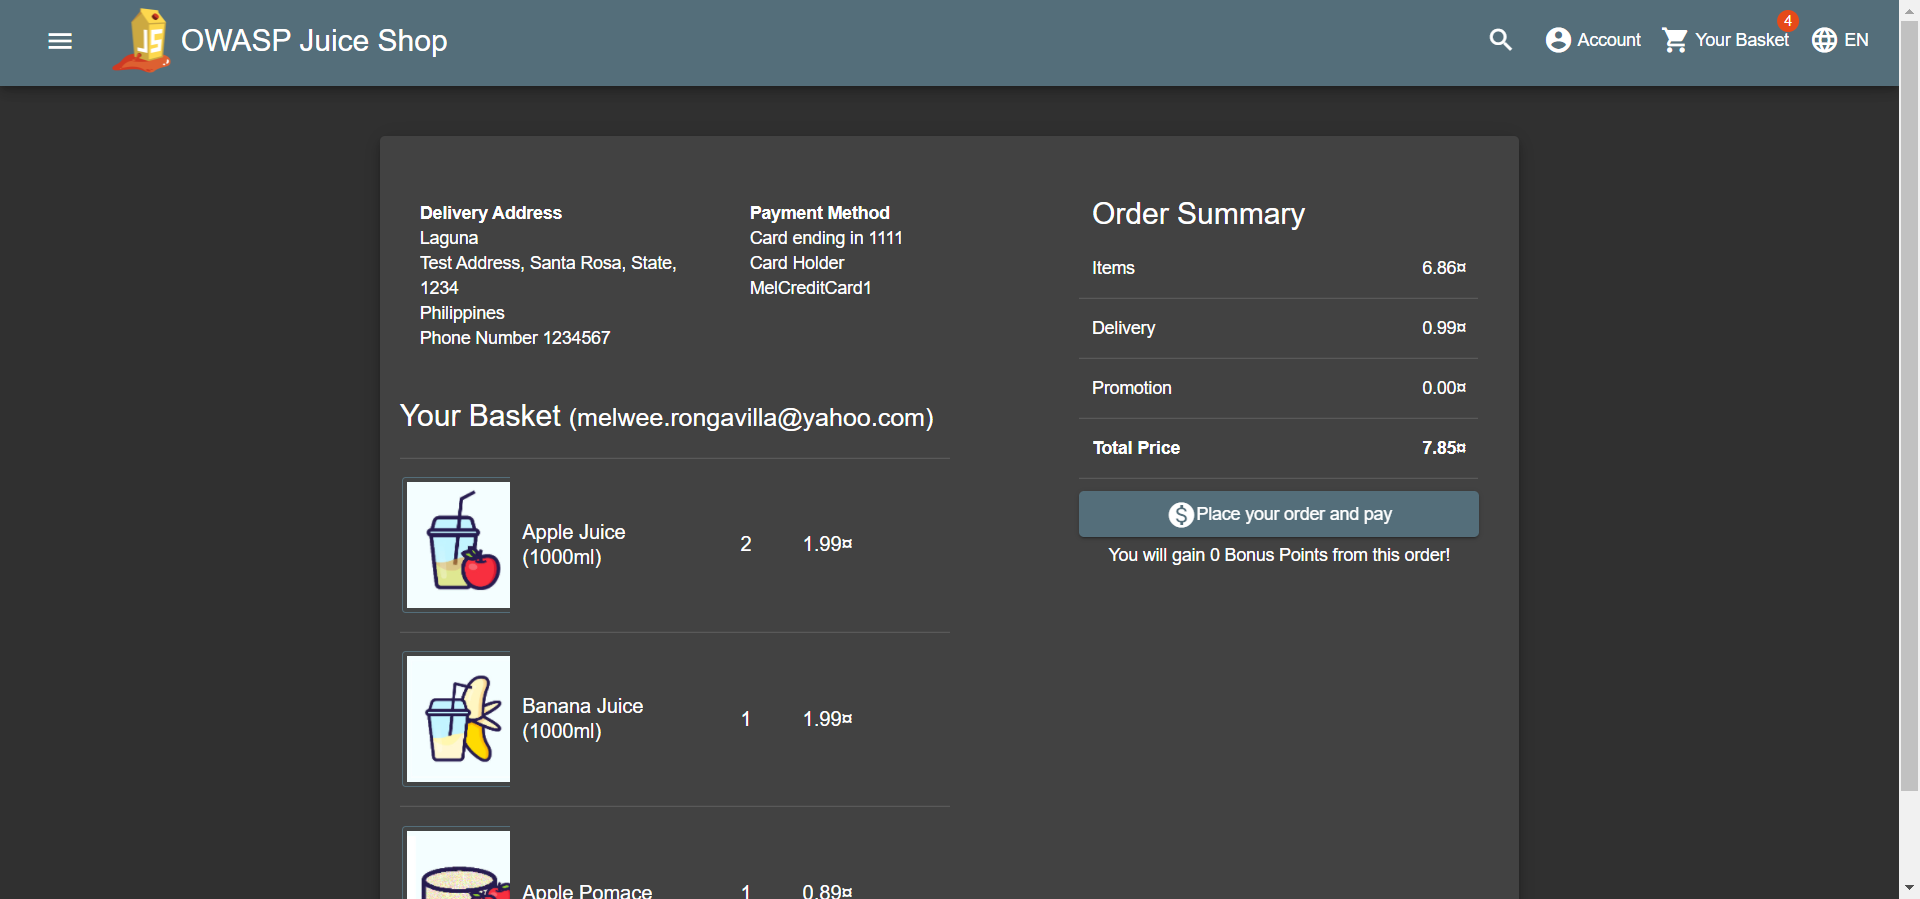 OWASP Juice Shop
Account
Your Basket
4
EN
Delivery Address
Laguna
Test Address, Santa Rosa, State,
1234
Philippines
Phone Number 1234567
Payment Method
Card ending in 1111
Card Holder
MelCreditCard1
Your Basket (melwee.rongavilla@yahoo.com)
Apple Juice
(1000ml)
2
1.99¤
Banana Juice
(1000ml)
1
1.99¤
Apple Pomace
1
0.89¤
Order Summary
Items 6.86¤
Delivery 0.99¤
Promotion 0.00¤
Total Price 7.85¤
Place your order and pay
You will gain 0 Bonus Points from this order!